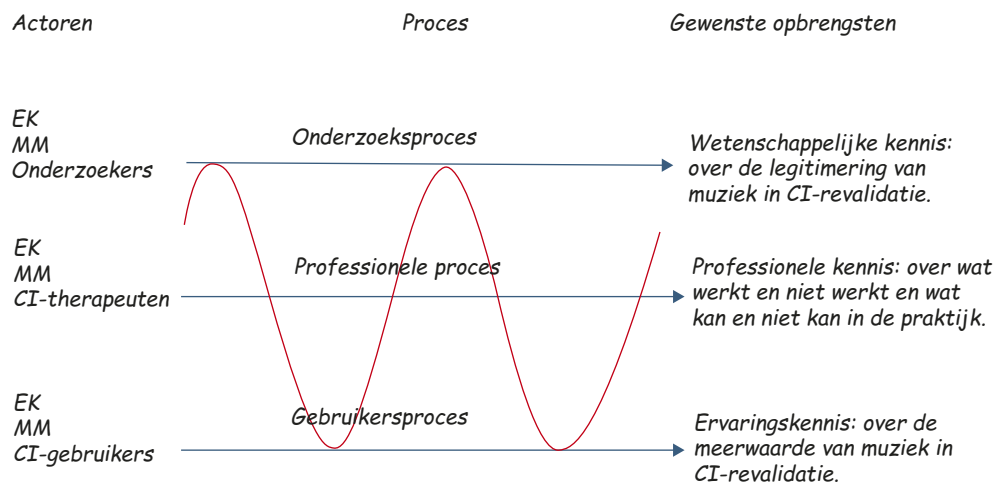 Actoren
Proces
Gewenste opbrengsten
EK
MM
Onderzoekers
Onderzoeksproces
Wetenschappelijke kennis:
over de legitimering van
muziek in CI-revalidatie.
EK
MM
CI-therapeuten
Professionele proces
Professionele kennis: over wat
werkt en niet werkt en wat
kan en niet kan in de praktijk.
EK
MM
CI-gebruikers
Gebruikersproces
Ervaringskennis: over de
meerwaarde van muziek in
CI-revalidatie.